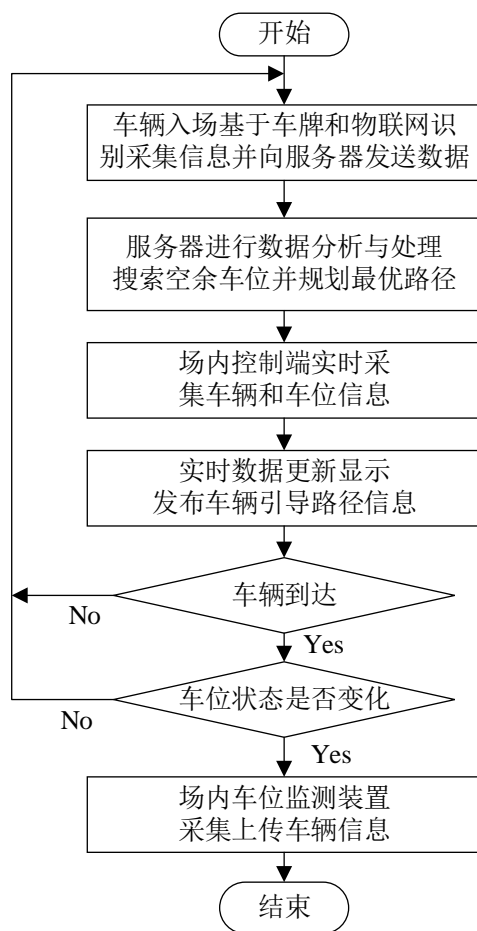 开始
车辆入场基于车牌和物联网识
别采集信息并向服务器发送数据
服务器进行数据分析与处理
搜索空余车位并规划最优路径
场内控制端实时采
集车辆和车位信息
实时数据更新显示
发布车辆引导路径信息
车辆到达
No
Yes
车位状态是否变化
No
Yes
场内车位监测装置
采集上传车辆信息
结束